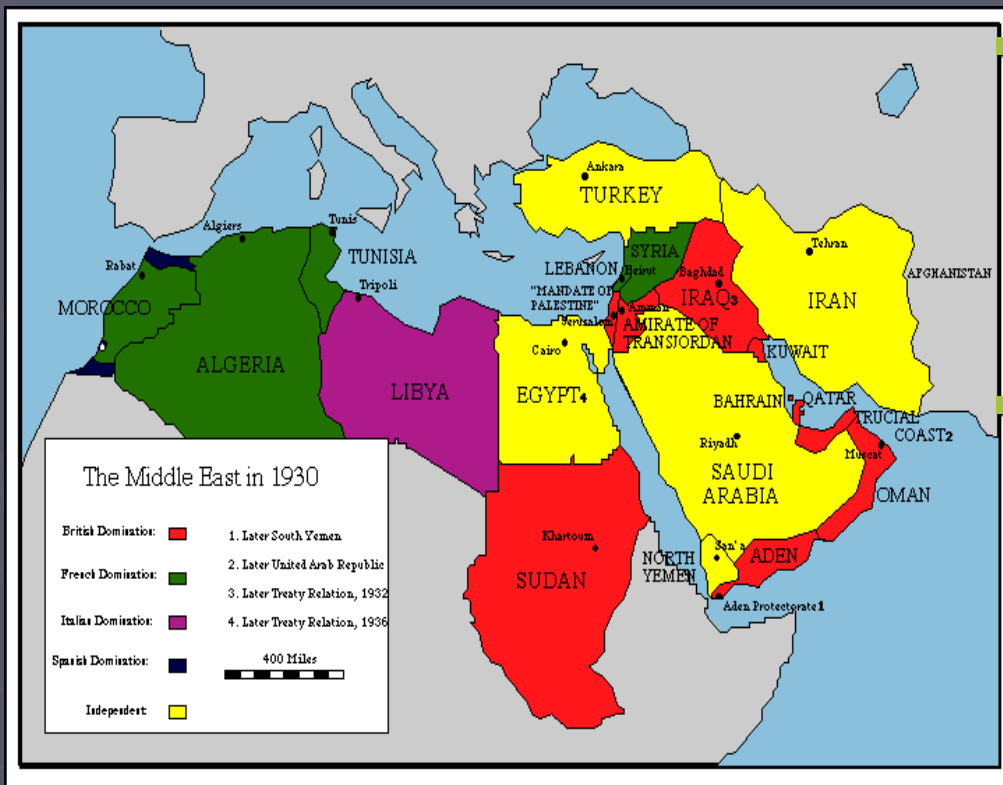 Ankara
TURKEY
Algiers
Tunis
TUNISIA
Rabat
MOROCCO
Tripoli
SYRIA
LEBANON
Beirut
Baghdad
Tehran
AFGHANISTAN
"MANDATE OF
PALESTINE"
IRAQ3
IRAN
Amman
Jerusalem
AMIRATE OF
TRANSJORDAN
Cairo
KUWAIT
ALGERIA
LIBYA
EGYPT4
BAHRAIN
QATAR
TRUCIAL
COAST2
Riyadh
Muscat
SAUDI
ARABIA
OMAN
Khartoum
SUDAN
NORTH
YEMEN
San'a
ADEN
Aden Protectorate 1
The Middle East in 1930
British Domination:
French Domination:
Italian Domination:
Spanish Domination:
Independent
1. Later South Yemen
2. Later United Arab Republic
3. Later Treaty Relation, 1932
4. Later Treaty Relation, 1936
400 Miles